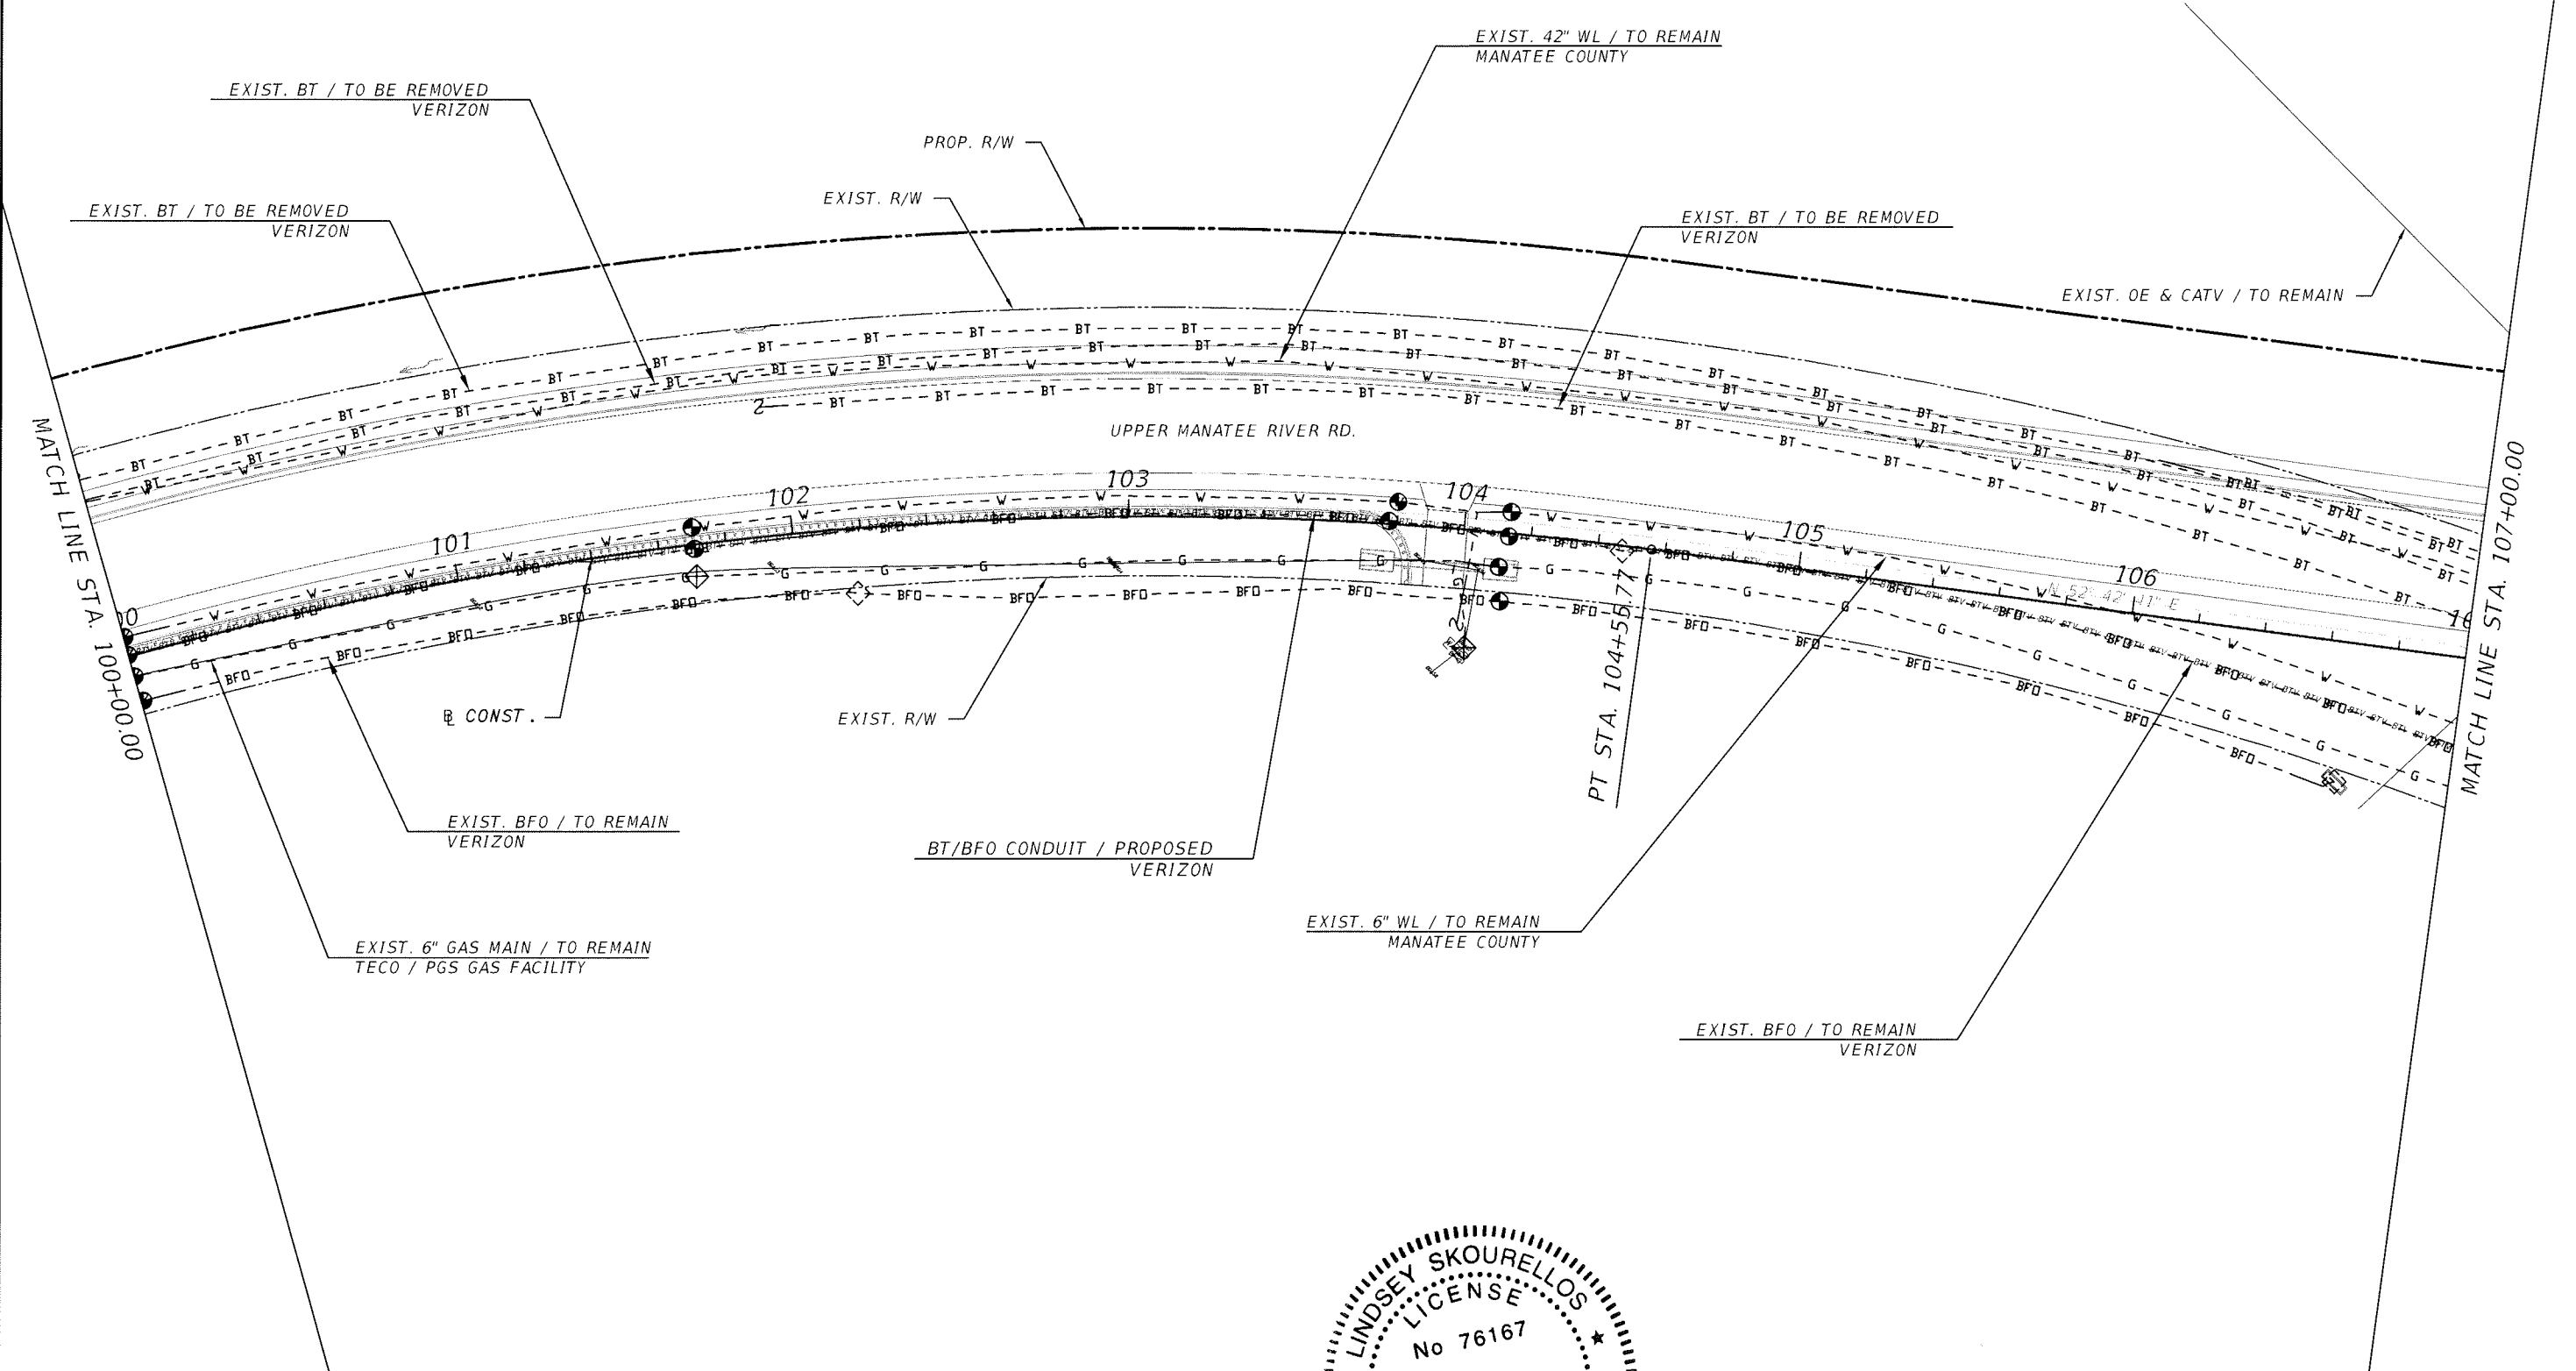 EXIST. 42" WL / TO REMAIN
MANATEE COUNTY
EXIST. BT / TO BE REMOVED
VERIZON
PROP. R/W
EXIST. R/W
EXIST. BT / TO BE REMOVED
VERIZON
EXIST. BT / TO BE REMOVED
VERIZON
EXIST. OE & CATV / TO REMAIN
UPPER MANATEE RIVER RD.
MATCH LINE STA. 100+00.00
101
102
103
104
105
106
N 52° 42' 11" E
MATCH LINE STA. 107+00.00
PT STA. 104+55.77
℄ CONST.
EXIST. R/W
EXIST. BFO / TO REMAIN
VERIZON
BT/BFO CONDUIT / PROPOSED
VERIZON
EXIST. 6" WL / TO REMAIN
MANATEE COUNTY
EXIST. 6" GAS MAIN / TO REMAIN
TECO / PGS GAS FACILITY
EXIST. BFO / TO REMAIN
VERIZON
LINDSEY SKOURELLOS
LICENSE
No 76167